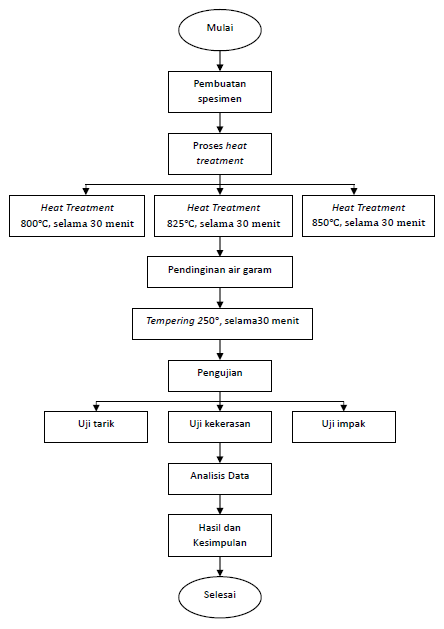 Mulai
Pembuatan
spesimen
Proses heat
treatment
Heat Treatment
800°C, selama 30 menit
Heat Treatment
825°C, selama 30 menit
Heat Treatment
850°C, selama 30 menit
Pendinginan air garam
Tempering 250°, selama30 menit
Pengujian
Uji tarik
Uji kekerasan
Uji impak
Analisis Data
Hasil dan
Kesimpulan
Selesai